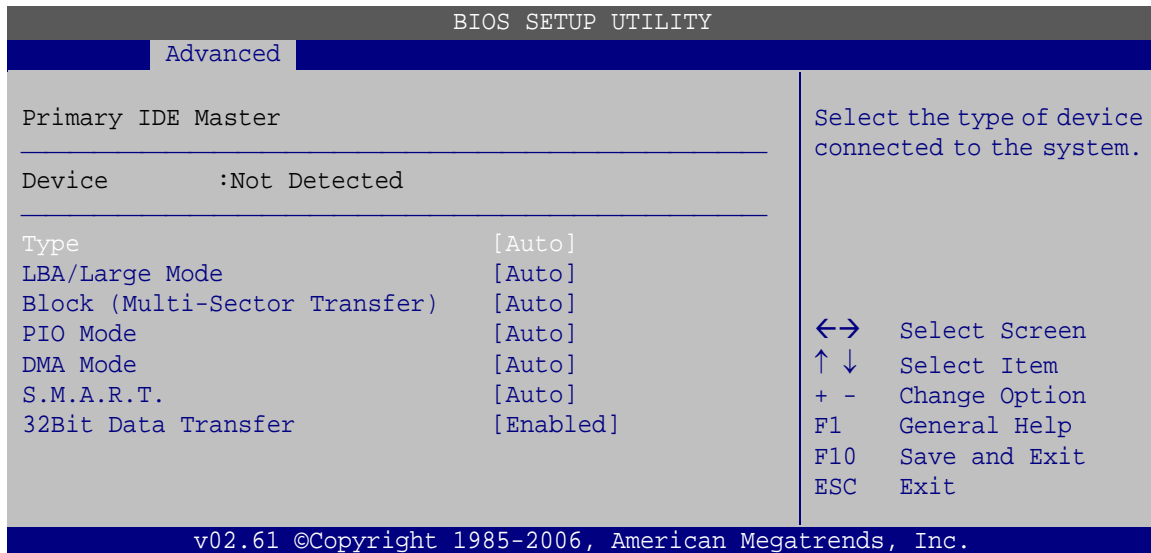 BIOS SETUP UTILITY
Advanced
Primary IDE Master
Device :Not Detected
Type [Auto]
LBA/Large Mode [Auto]
Block (Multi-Sector Transfer) [Auto]
PIO Mode [Auto]
DMA Mode [Auto]
S.M.A.R.T. [Auto]
32Bit Data Transfer [Enabled]
Select the type of device
connected to the system.
←→ Select Screen
↑ ↓ Select Item
+ - Change Option
F1 General Help
F10 Save and Exit
ESC Exit
v02.61 ©Copyright 1985-2006, American Megatrends, Inc.